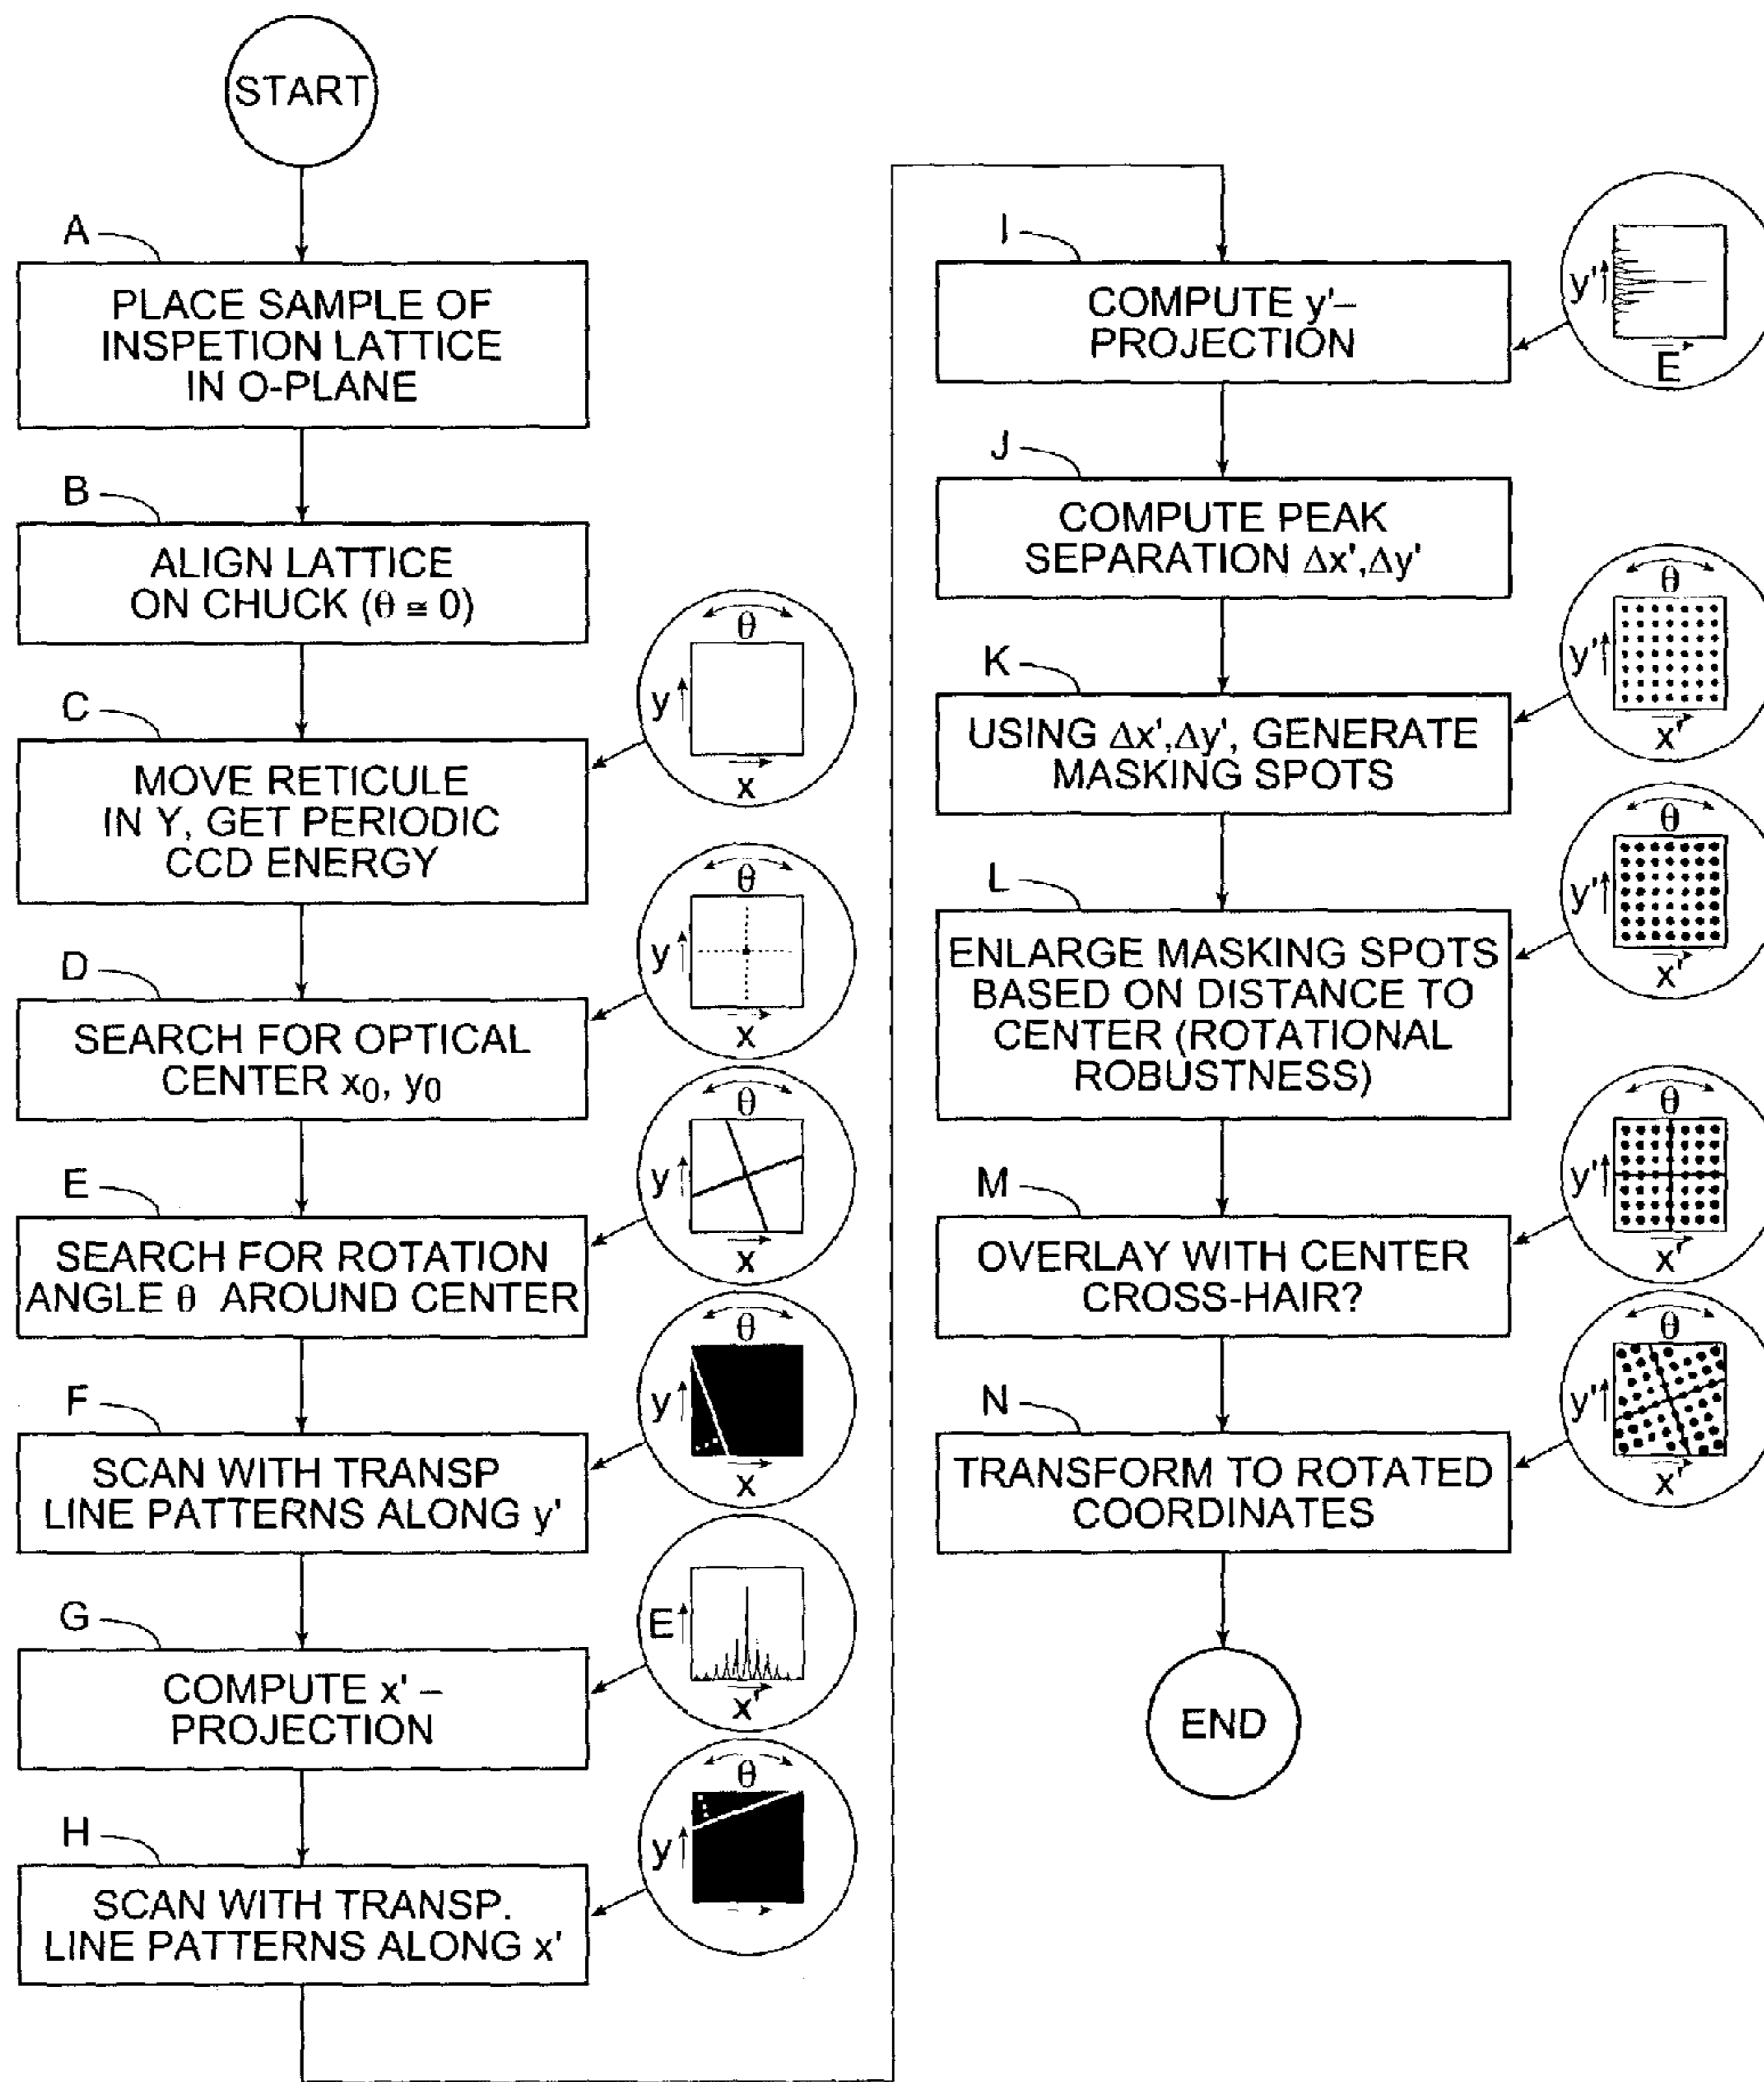 START
A
PLACE SAMPLE OF
INSPETION LATTICE
IN O-PLANE
B
ALIGN LATTICE
ON CHUCK (θ ≅ 0)
C
MOVE RETICULE
IN Y, GET PERIODIC
CCD ENERGY
θ
y
x
D
SEARCH FOR OPTICAL
CENTER x0, y0
θ
y
x
E
SEARCH FOR ROTATION
ANGLE θ AROUND CENTER
θ
y
x
F
SCAN WITH TRANSP
LINE PATTERNS ALONG y'
θ
y
x
G
COMPUTE x' –
PROJECTION
E
x'
H
SCAN WITH TRANSP.
LINE PATTERNS ALONG x'
θ
y
I
COMPUTE y'–
PROJECTION
y'
E
J
COMPUTE PEAK
SEPARATION Δx',Δy'
K
USING Δx',Δy', GENERATE
MASKING SPOTS
θ
y'
x'
L
ENLARGE MASKING SPOTS
BASED ON DISTANCE TO
CENTER (ROTATIONAL
ROBUSTNESS)
θ
y'
x'
M
OVERLAY WITH CENTER
CROSS-HAIR?
θ
y'
x'
N
TRANSFORM TO ROTATED
COORDINATES
θ
y'
x'
END